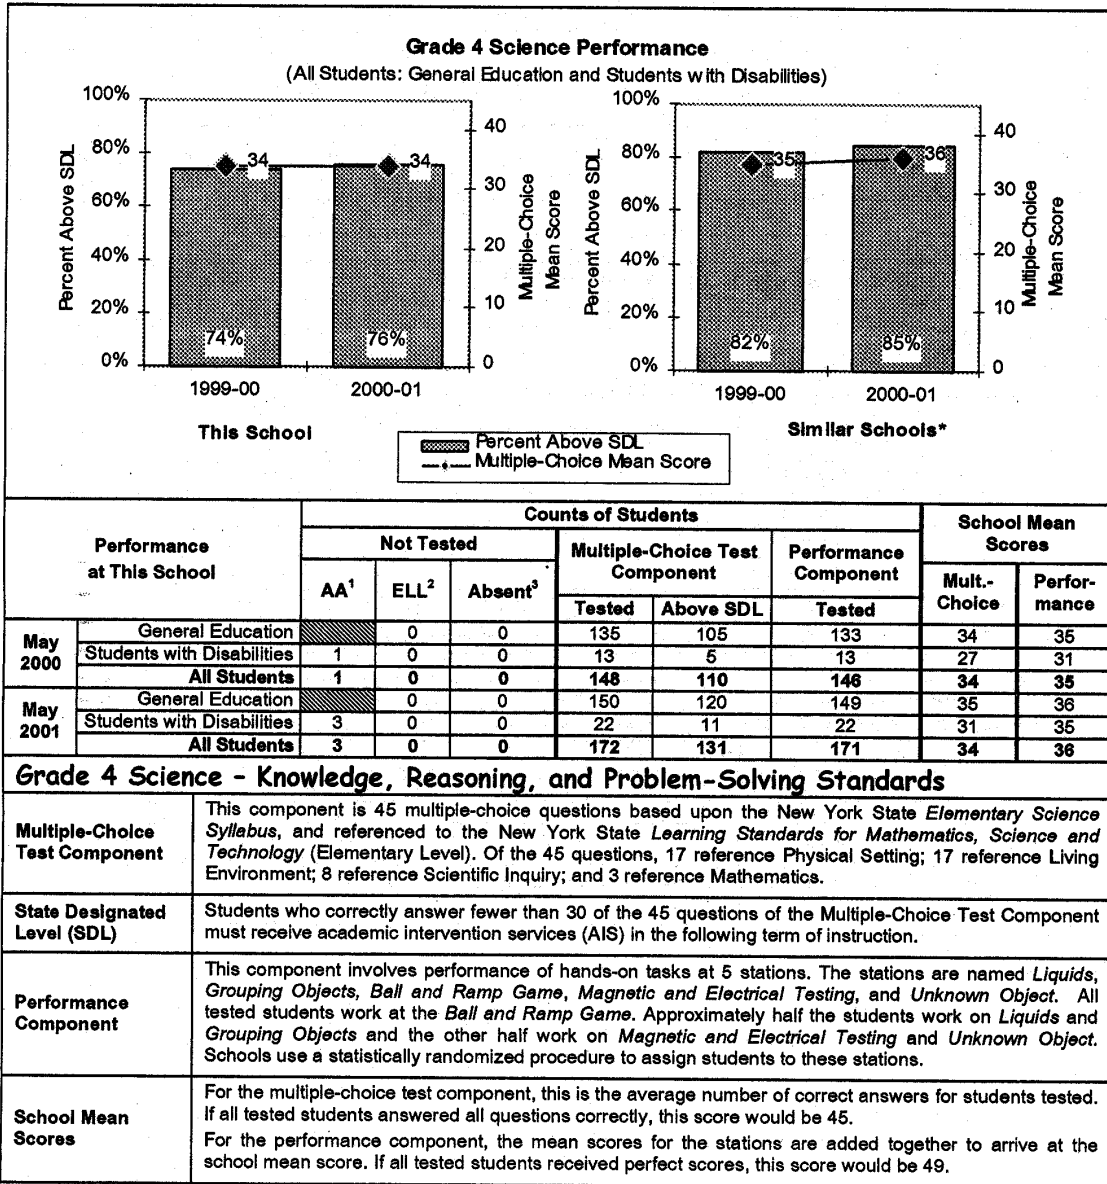 Grade 4 Science Performance
(All Students: General Education and Students with Disabilities)
100%
80%
60%
40%
20%
0%
Percent Above SDL
34
34
74%
76%
1999-00
2000-01
40
30
20
10
0
Multiple-Choice
Mean Score
This School
100%
80%
60%
40%
20%
0%
Percent Above SDL
35
36
82%
85%
1999-00
2000-01
40
30
20
10
0
Multiple-Choice
Mean Score
Similar Schools*
Percent Above SDL
Multiple-Choice Mean Score
Performance
at This School
Counts of Students
School Mean
Scores
Not Tested
Multiple-Choice Test
Component
Performance
Component
AA¹ ELL² Absent³
Tested Above SDL Tested
Mult.-
Choice
Perfor-
mance
May
2000
General Education 0 0 135 105 133 34 35
Students with Disabilities 1 0 0 13 5 13 27 31
All Students 1 0 0 148 110 146 34 35
May
2001
General Education 0 0 150 120 149 35 36
Students with Disabilities 3 0 0 22 11 22 31 35
All Students 3 0 0 172 131 171 34 36
Grade 4 Science - Knowledge, Reasoning, and Problem-Solving Standards
Multiple-Choice
Test Component
This component is 45 multiple-choice questions based upon the New York State Elementary Science
Syllabus, and referenced to the New York State Learning Standards for Mathematics, Science and
Technology (Elementary Level). Of the 45 questions, 17 reference Physical Setting; 17 reference Living
Environment; 8 reference Scientific Inquiry; and 3 reference Mathematics.
State Designated
Level (SDL)
Students who correctly answer fewer than 30 of the 45 questions of the Multiple-Choice Test Component
must receive academic intervention services (AIS) in the following term of instruction.
Performance
Component
This component involves performance of hands-on tasks at 5 stations. The stations are named Liquids,
Grouping Objects, Ball and Ramp Game, Magnetic and Electrical Testing, and Unknown Object. All
tested students work at the Ball and Ramp Game. Approximately half the students work on Liquids and
Grouping Objects and the other half work on Magnetic and Electrical Testing and Unknown Object.
Schools use a statistically randomized procedure to assign students to these stations.
School Mean
Scores
For the multiple-choice test component, this is the average number of correct answers for students tested.
If all tested students answered all questions correctly, this score would be 45.
For the performance component, the mean scores for the stations are added together to arrive at the
school mean score. If all tested students received perfect scores, this score would be 49.